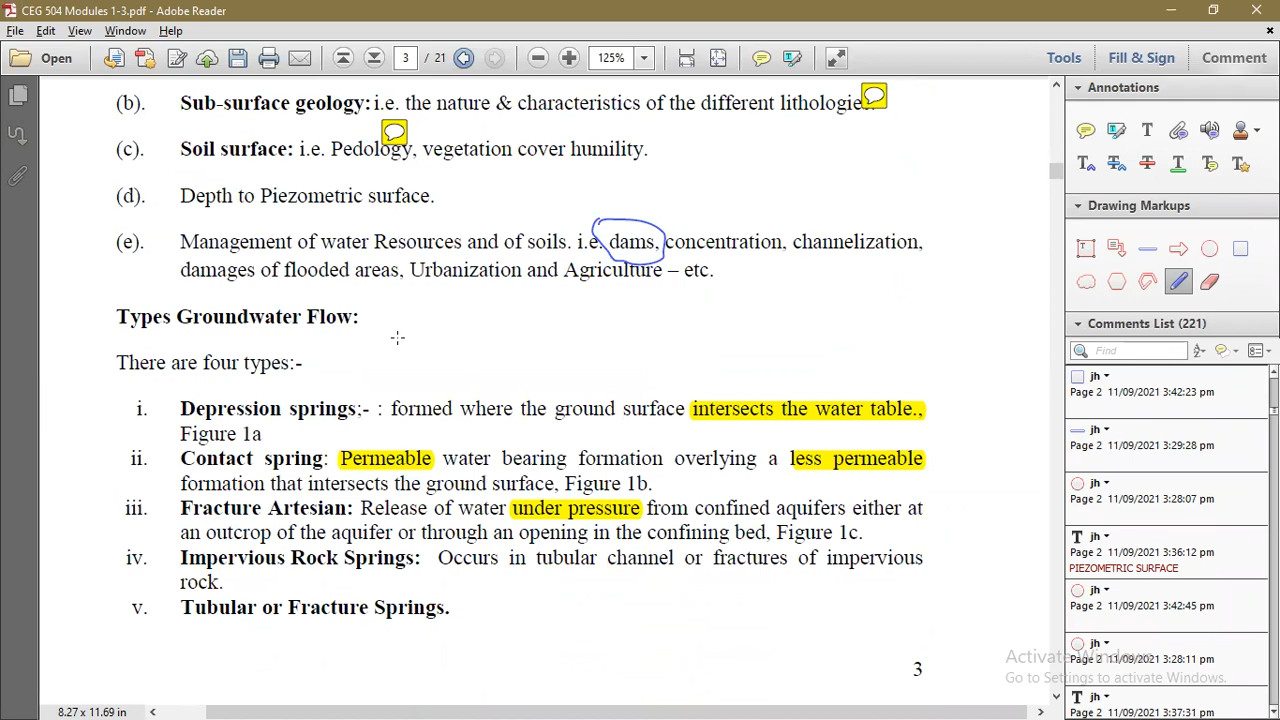 CEG 504 Modules 1-3.pdf - Adobe Reader
File Edit View Window Help
Open 3 / 21 125% Tools Fill & Sign Comment
(b). Sub-surface geology: i.e. the nature & characteristics of the different lithologie
(c). Soil surface: i.e. Pedology, vegetation cover humility.
(d). Depth to Piezometric surface.
(e). Management of water Resources and of soils. i.e. dams, concentration, channelization,
damages of flooded areas, Urbanization and Agriculture – etc.
Types Groundwater Flow:
There are four types:-
i. Depression springs;- : formed where the ground surface intersects the water table.,
Figure 1a
ii. Contact spring: Permeable water bearing formation overlying a less permeable
formation that intersects the ground surface, Figure 1b.
iii. Fracture Artesian: Release of water under pressure from confined aquifers either at
an outcrop of the aquifer or through an opening in the confining bed, Figure 1c.
iv. Impervious Rock Springs: Occurs in tubular channel or fractures of impervious
rock.
v. Tubular or Fracture Springs.
3
8.27 x 11.69 in
Annotations
Drawing Markups
Comments List (221)
Find
jh
Page 2 11/09/2021 3:42:23 pm
jh
Page 2 11/09/2021 3:29:28 pm
jh
Page 2 11/09/2021 3:28:07 pm
jh
Page 2 11/09/2021 3:36:12 pm
PIEZOMETRIC SURFACE
jh
Page 2 11/09/2021 3:42:45 pm
jh
Page 2 11/09/2021 3:28:11 pm
jh
Page 2 11/09/2021 3:37:31 pm
Activate Windows
Go to Settings to activate Windows.